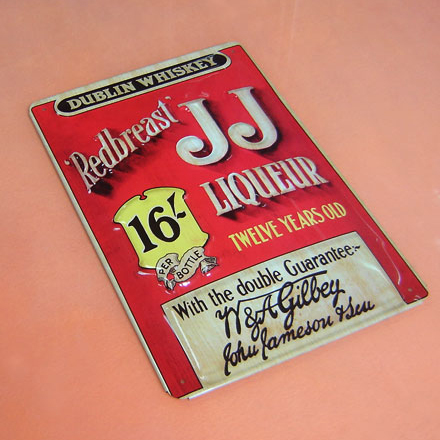 DUBLIN WHISKEY
'Redbreast'
JJ
LIQUEUR
TWELVE YEARS OLD
16/-
PER
BOTTLE
With the double Guarantee:-
W&A Gilbey
John Jameson & Son